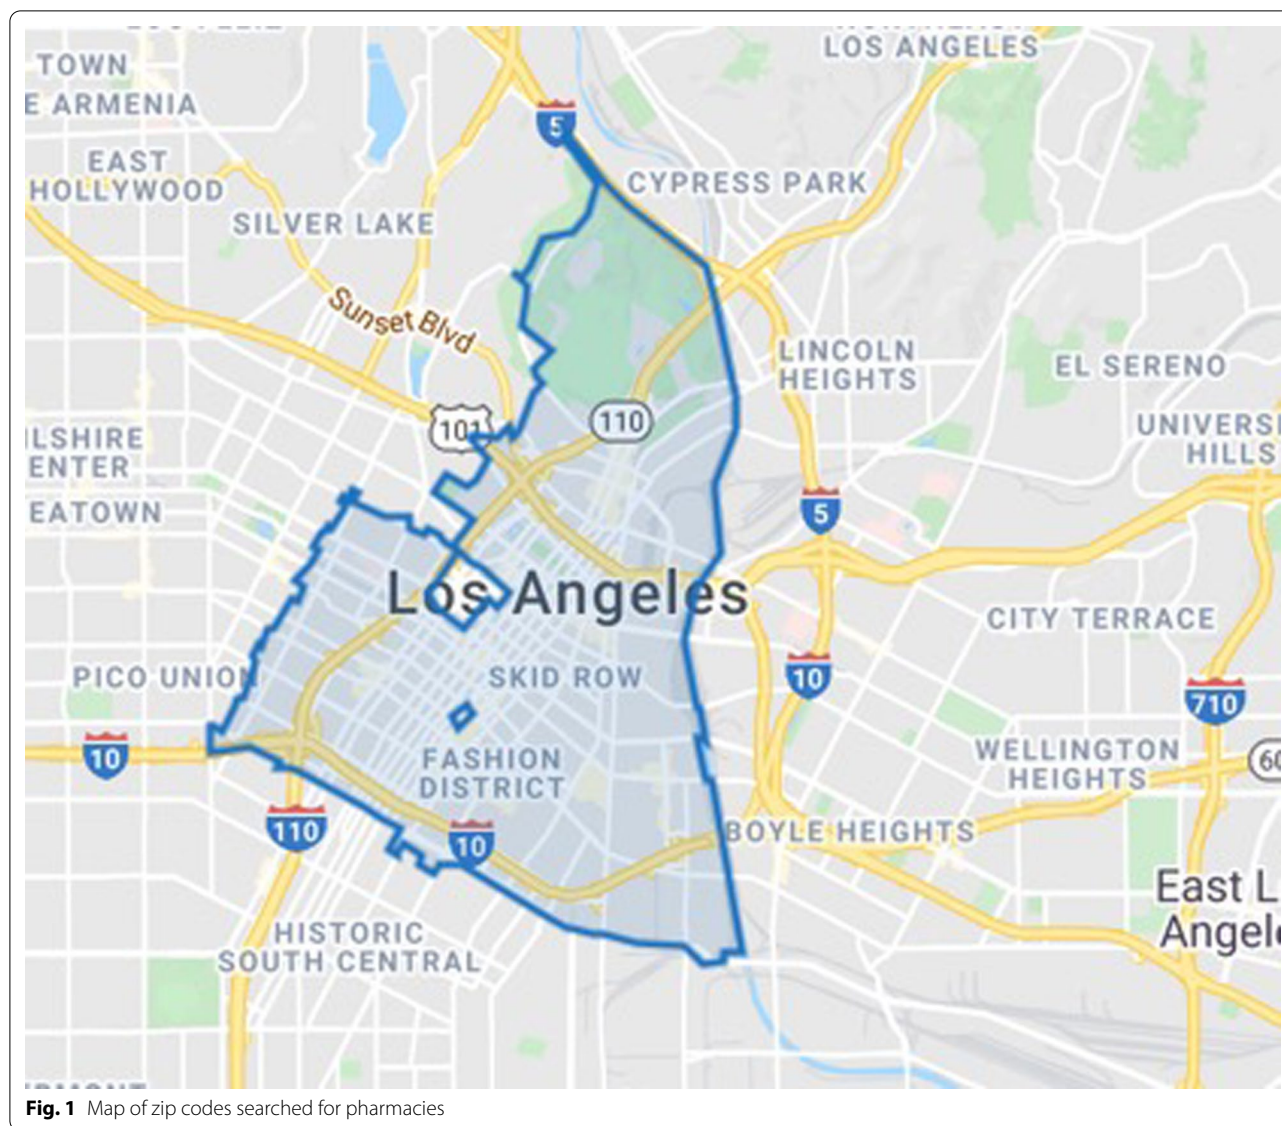 LOS ANGELES
TOWN
E ARMENIA
5
EAST
HOLLYWOOD
CYPRESS PARK
SILVER LAKE
Sunset Blvd
LINCOLN
HEIGHTS
EL SERENO
101
110
ILSHIRE
ENTER
UNIVERSI
HILLS
EATOWN
5
Los Angeles
CITY TERRACE
PICO UNION
SKID ROW
10
710
10
FASHION
DISTRICT
WELLINGTON
HEIGHTS
60
110
10
BOYLE HEIGHTS
East L
Angele
HISTORIC
SOUTH CENTRAL
Fig. 1 Map of zip codes searched for pharmacies